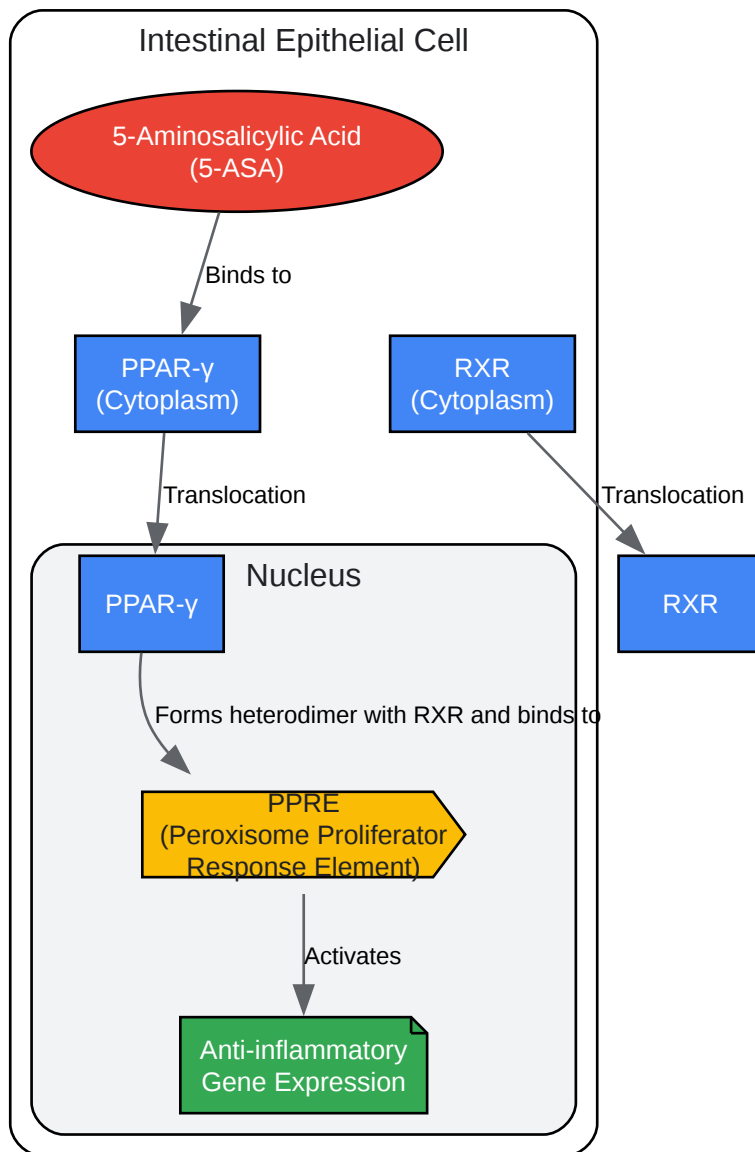 Intestinal Epithelial Cell
5-Aminosalicylic Acid
(5-ASA)
Binds to
PPAR-γ
(Cytoplasm)
RXR
(Cytoplasm)
Translocation
Translocation
Nucleus
PPAR-γ
RXR
Forms heterodimer with RXR and binds to
PPRE
(Peroxisome Proliferator
Response Element)
Activates
Anti-inflammatory
Gene Expression